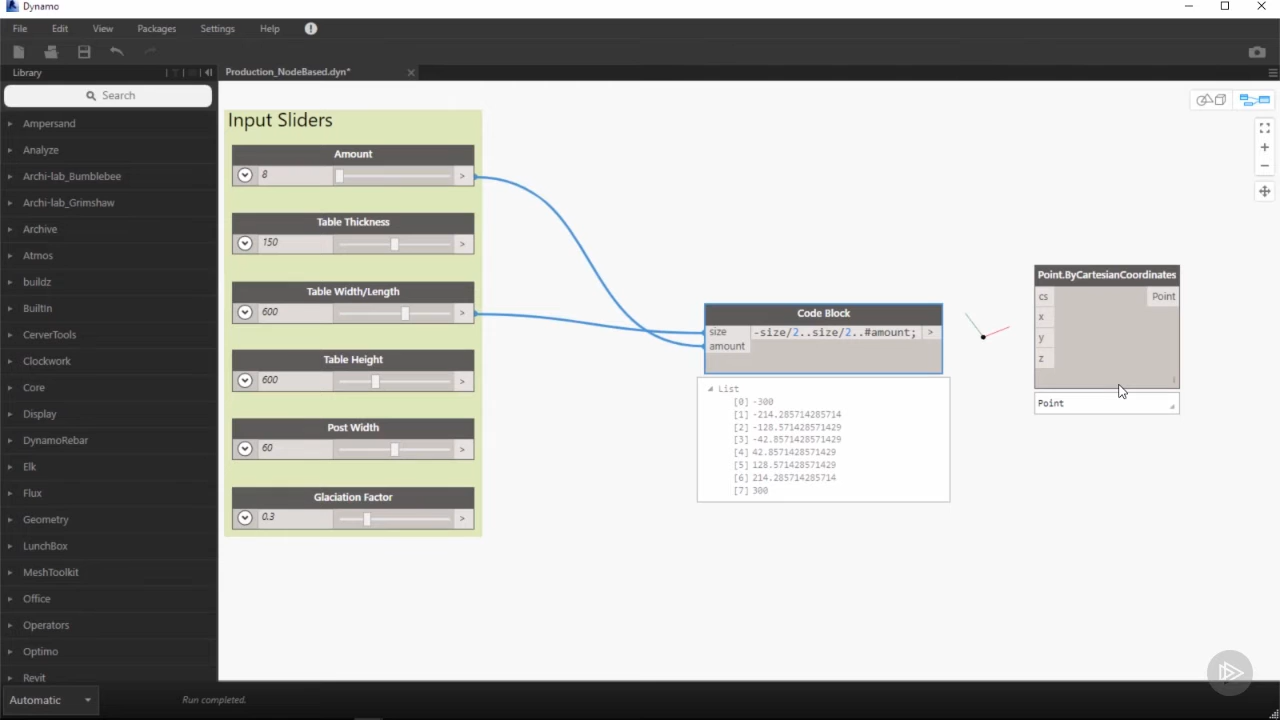 Dynamo
File Edit View Packages Settings Help
Library
Production_NodeBased.dyn*
Search
Ampersand
Analyze
Archi-lab_Bumblebee
Archi-lab_Grimshaw
Archive
Atmos
buildz
BuiltIn
CerverTools
Clockwork
Core
Display
DynamoRebar
Elk
Flux
Geometry
LunchBox
MeshToolkit
Office
Operators
Optimo
Revit
Input Sliders
Amount
8 >
Table Thickness
150 >
Table Width/Length
600 >
Table Height
600 >
Post Width
60 >
Glaciation Factor
0.3 >
Code Block
size -size/2..size/2..#amount; >
amount
List
[0] -300
[1] -214.285714285714
[2] -128.571428571429
[3] -42.8571428571429
[4] 42.8571428571429
[5] 128.571428571429
[6] 214.285714285714
[7] 300
Point.ByCartesianCoordinates
cs Point
x
y
z
Point
Automatic
Run completed.